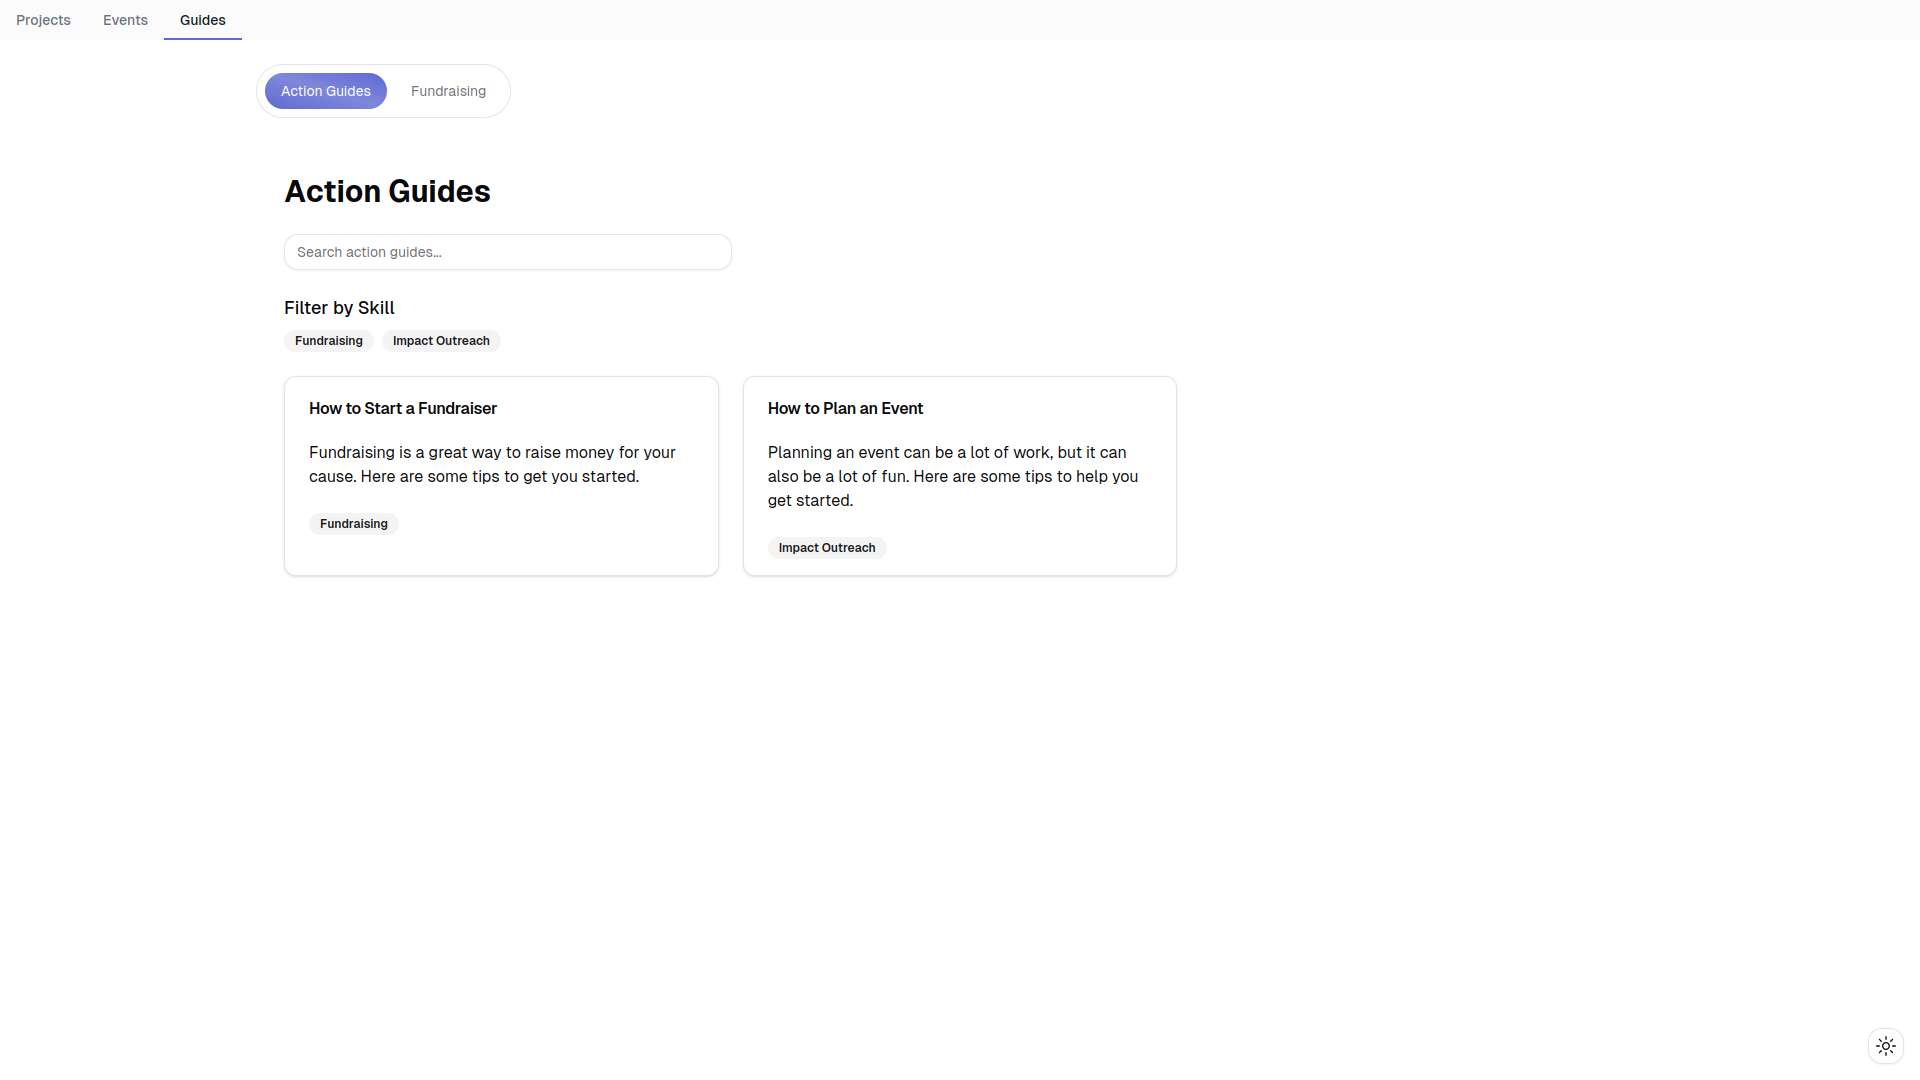 Projects Events Guides
Action Guides Fundraising
Action Guides
Search action guides...
Filter by Skill
Fundraising Impact Outreach
How to Start a Fundraiser
Fundraising is a great way to raise money for your
cause. Here are some tips to get you started.
Fundraising
How to Plan an Event
Planning an event can be a lot of work, but it can
also be a lot of fun. Here are some tips to help you
get started.
Impact Outreach